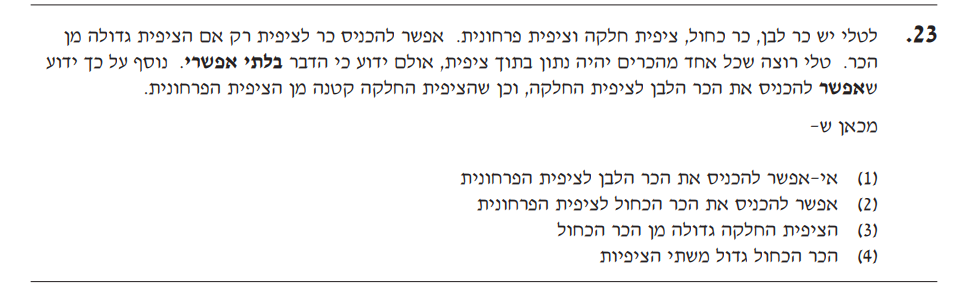 23. לטלי יש כר לבן, כר כחול, ציפית חלקה וציפית פרחונית. אפשר להכניס כר לציפית רק אם הציפית גדולה מן
הכר. טלי רוצה שכל אחד מהכרים יהיה נתון בתוך ציפית, אולם ידוע כי הדבר בלתי אפשרי. נוסף על כך ידוע
שאפשר להכניס את הכר הלבן לציפית החלקה, וכן שהציפית החלקה קטנה מן הציפית הפרחונית.
מכאן ש-
(1) אי-אפשר להכניס את הכר הלבן לציפית הפרחונית
(2) אפשר להכניס את הכר הכחול לציפית הפרחונית
(3) הציפית החלקה גדולה מן הכר הכחול
(4) הכר הכחול גדול משתי הציפיות